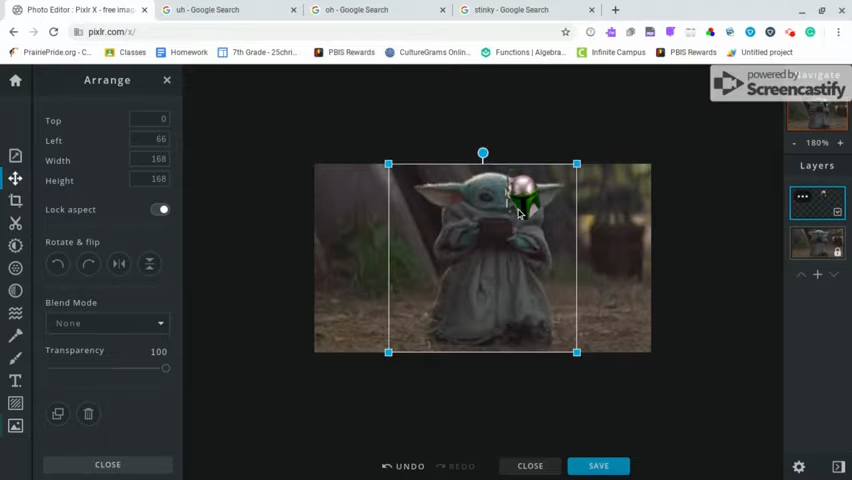 Photo Editor : Pixlr X - free imag
uh - Google Search
oh - Google Search
stinky - Google Search
pixlr.com/x/
PrairiePride.org - C...
Classes
Homework
7th Grade - 25chri...
PBIS Rewards
CultureGrams Onlin...
Functions | Algebra...
Infinite Campus
PBIS Rewards
Untitled project
Arrange
powered by
Screencastify
Navigate
Top 0
Left 66
Width 168
Height 168
Lock aspect
Rotate & flip
Blend Mode
None
Transparency 100
CLOSE
- 180% +
Layers
UNDO
REDO
CLOSE
SAVE